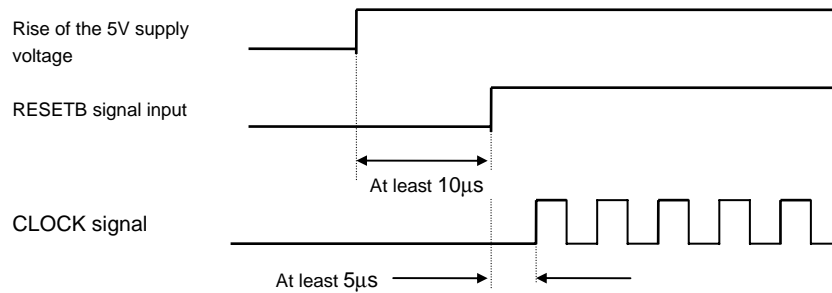 Rise of the 5V supply
voltage
RESETB signal input
At least 10μs
CLOCK signal
At least 5μs